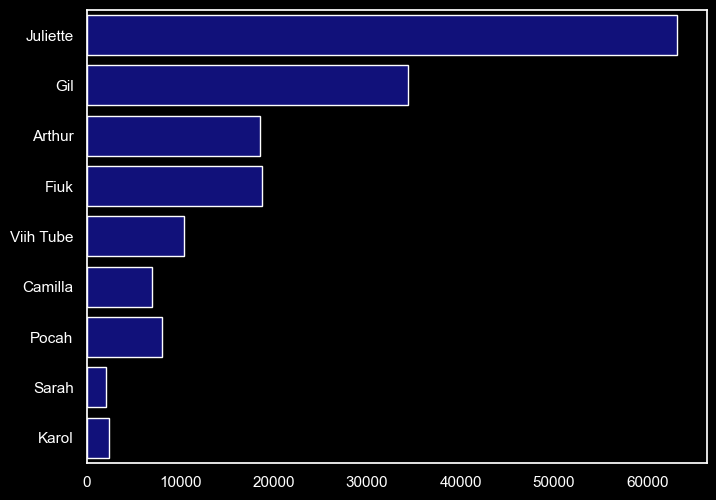 Juliette
Gil
Arthur
Fiuk
Viih Tube
Camilla
Pocah
Sarah
Karol
0 10000 20000 30000 40000 50000 60000